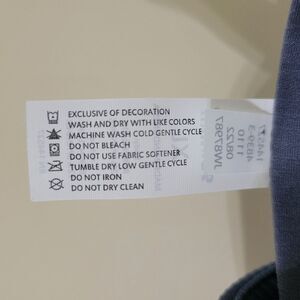 EXCLUSIVE OF DECORATION
WASH AND DRY WITH LIKE COLORS
MACHINE WASH COLD GENTLE CYCLE
DO NOT BLEACH
DO NOT USE FABRIC SOFTENER
TUMBLE DRY LOW GENTLE CYCLE
DO NOT IRON
DO NOT DRY CLEAN